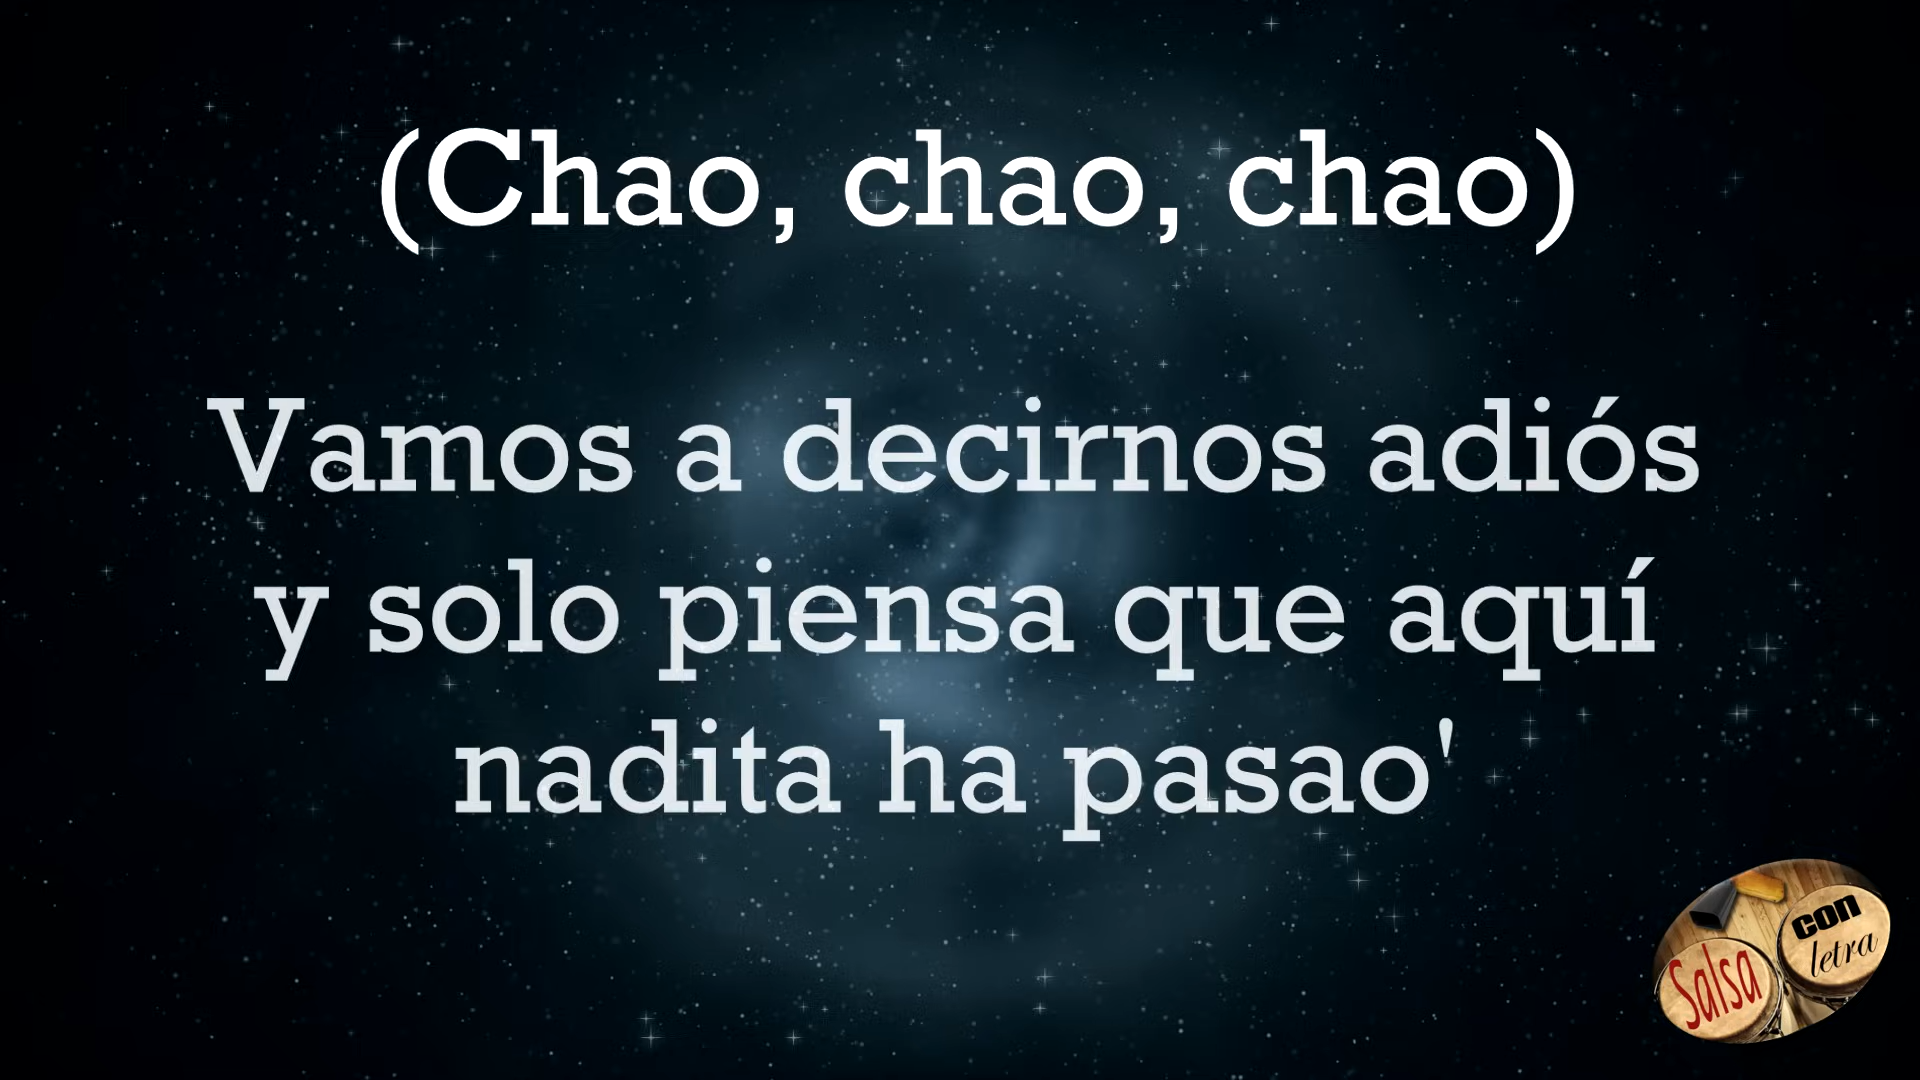 (Chao, chao, chao)
Vamos a decirnos adiós
y solo piensa que aquí
nadita ha pasao'
Salsa
con
letra